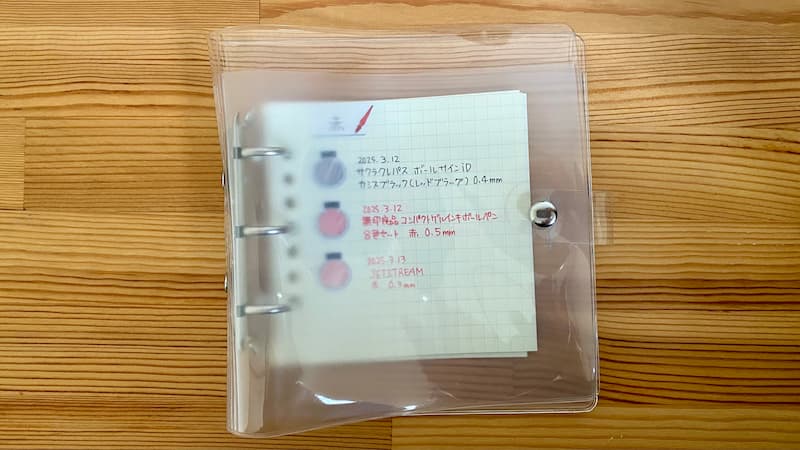 2025.3.12
サクラクレパス ボールサインiD
カシスブラック(レッドブラック) 0.4mm
2025.3.12
無印良品 コンパクトゲルインキボールペン
8色セット 赤 0.5mm
2025.3.13
JETSTREAM
赤 0.7mm